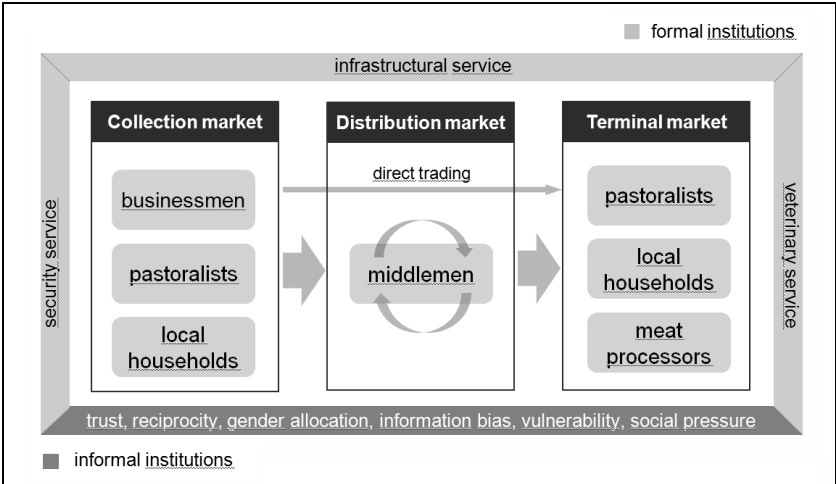 formal institutions
infrastructural service
Collection market
Distribution market
Terminal market
direct trading
businessmen
pastoralists
local
households
middlemen
pastoralists
local
households
meat
processors
security service
veterinary service
trust, reciprocity, gender allocation, information bias, vulnerability, social pressure
informal institutions